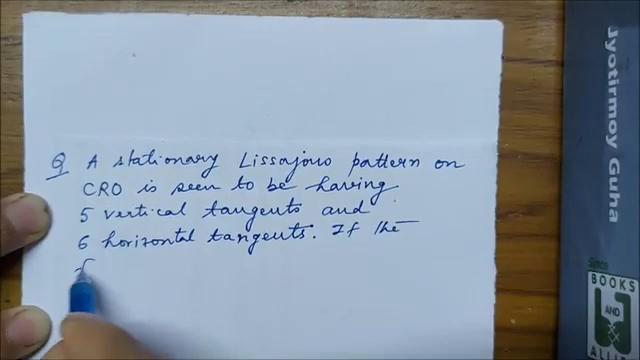 Q A stationary Lissajous pattern on
CRO is seen to be having
5 vertical tangents and
6 horizontal tangents. If the
f
Jyotirmoy Guha
Since
BOOKS
AND
ALLIED